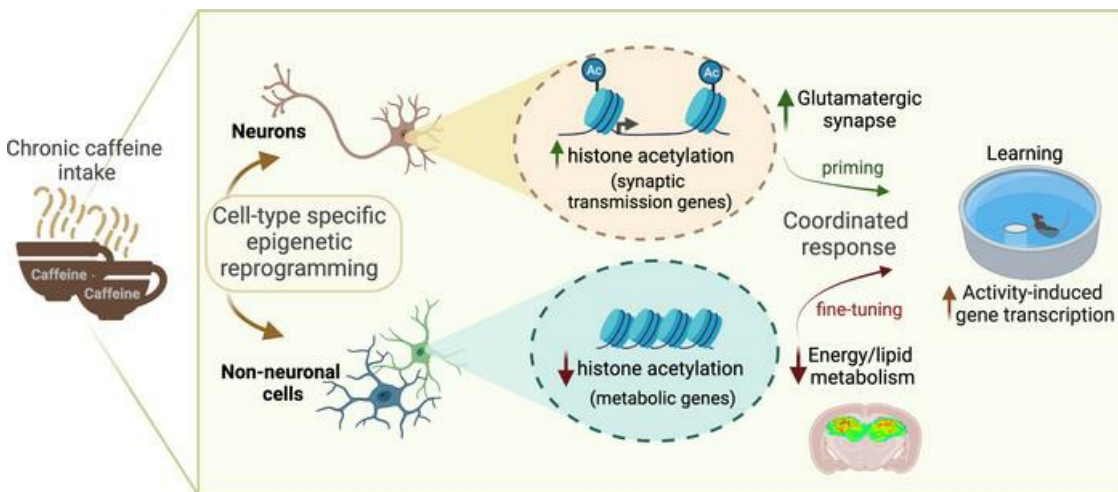 Chronic caffeine
intake
Caffeine
Caffeine
Neurons
Cell-type specific
epigenetic
reprogramming
Non-neuronal
cells
Ac
Ac
histone acetylation
(synaptic
transmission genes)
histone acetylation
(metabolic genes)
Glutamatergic
synapse
priming
Coordinated
response
fine-tuning
Energy/lipid
metabolism
Learning
Activity-induced
gene transcription